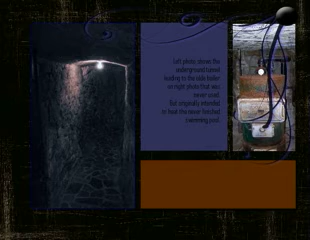 Left photo shows the
underground tunnel
leading to the olde boiler
on right photo that was
never used.
But originally intended
to heat the never finished
swimming pool.